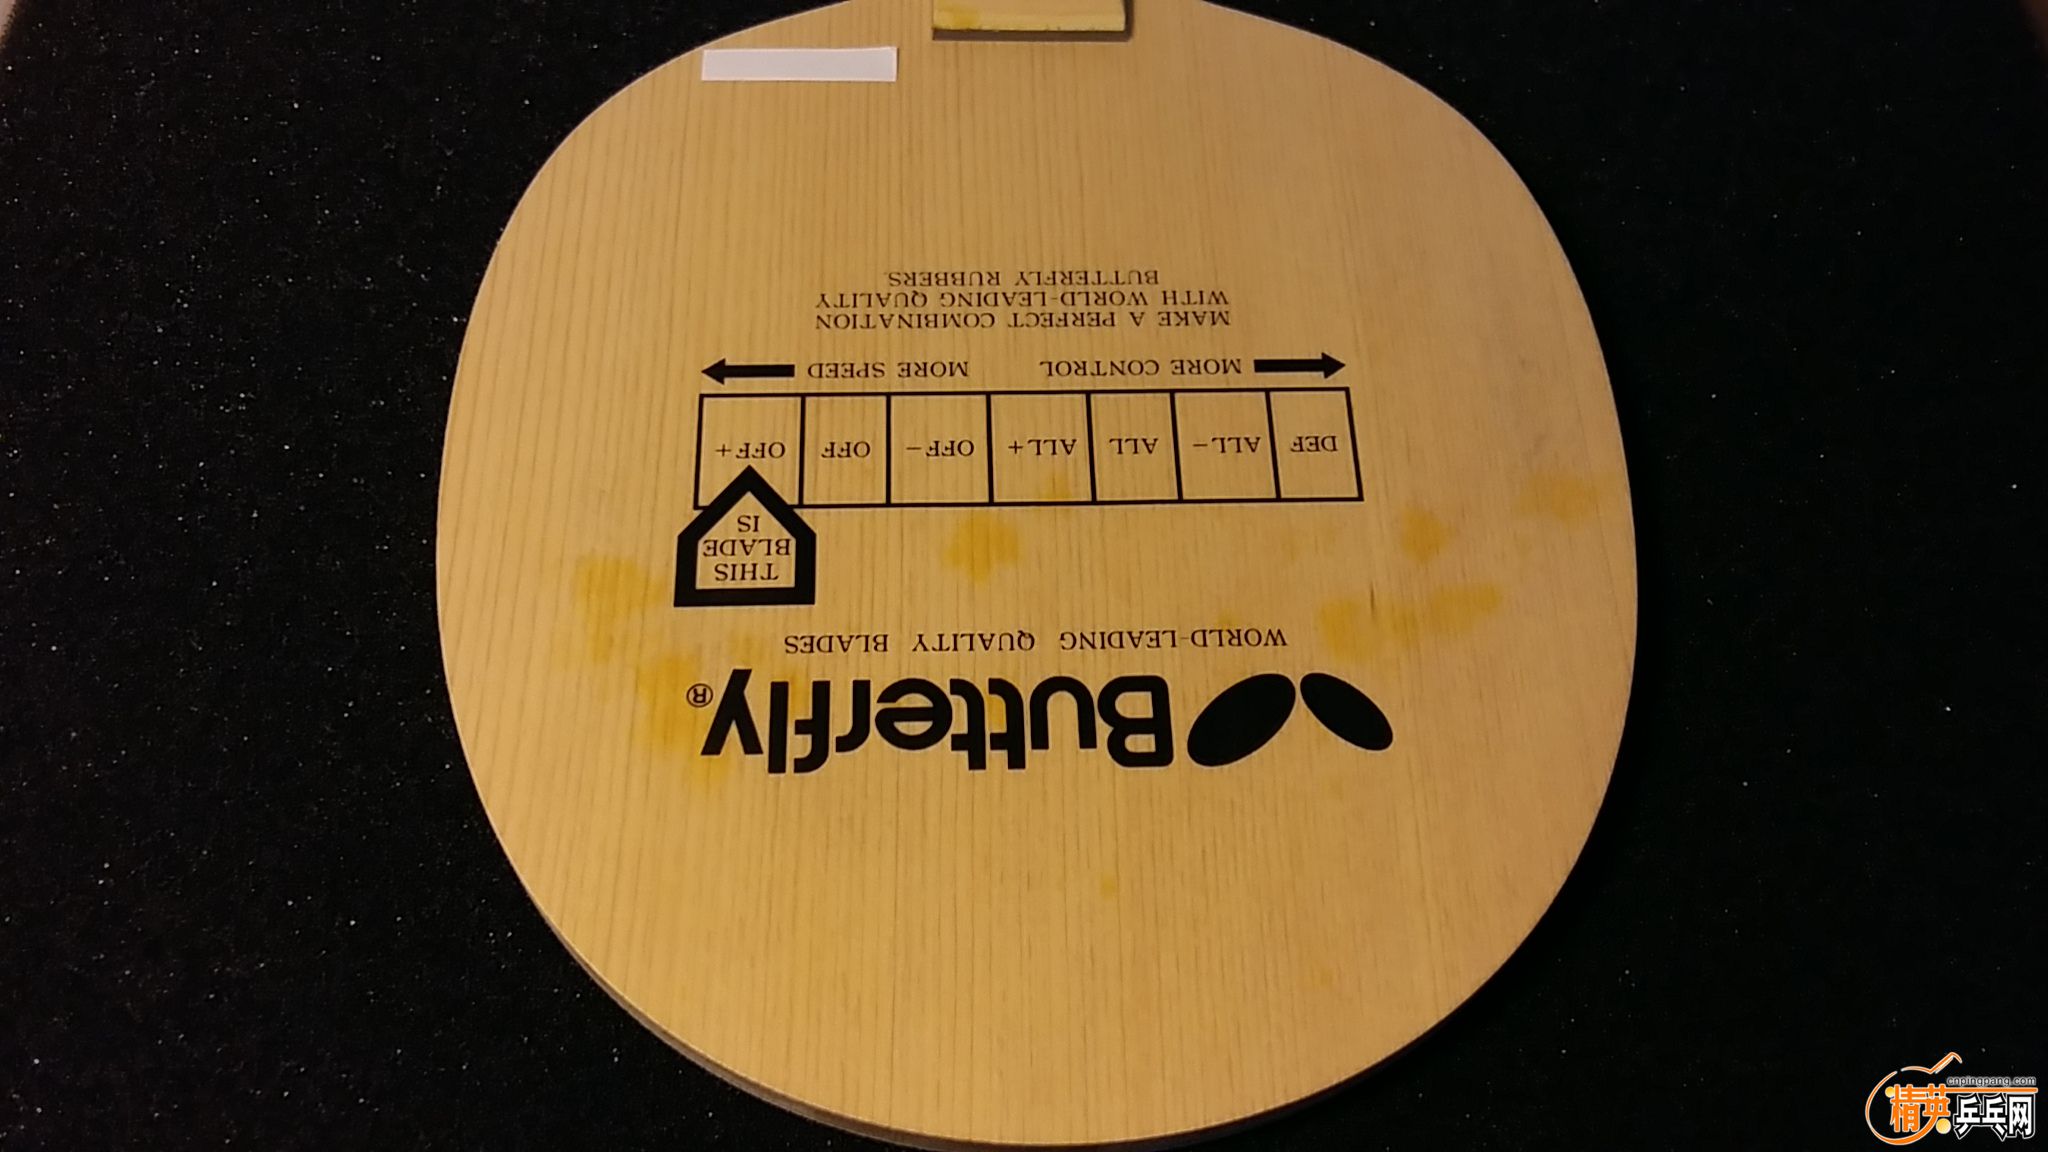 Butterfly®
WORLD-LEADING QUALITY BLADES
THIS
BLADE
IS
DEF ALL− ALL ALL+ OFF− OFF OFF+
MORE CONTROL MORE SPEED
MAKE A PERFECT COMBINATION
WITH WORLD-LEADING QUALITY
BUTTERFLY RUBBERS.
cnpingpang.com
精英乒乓网